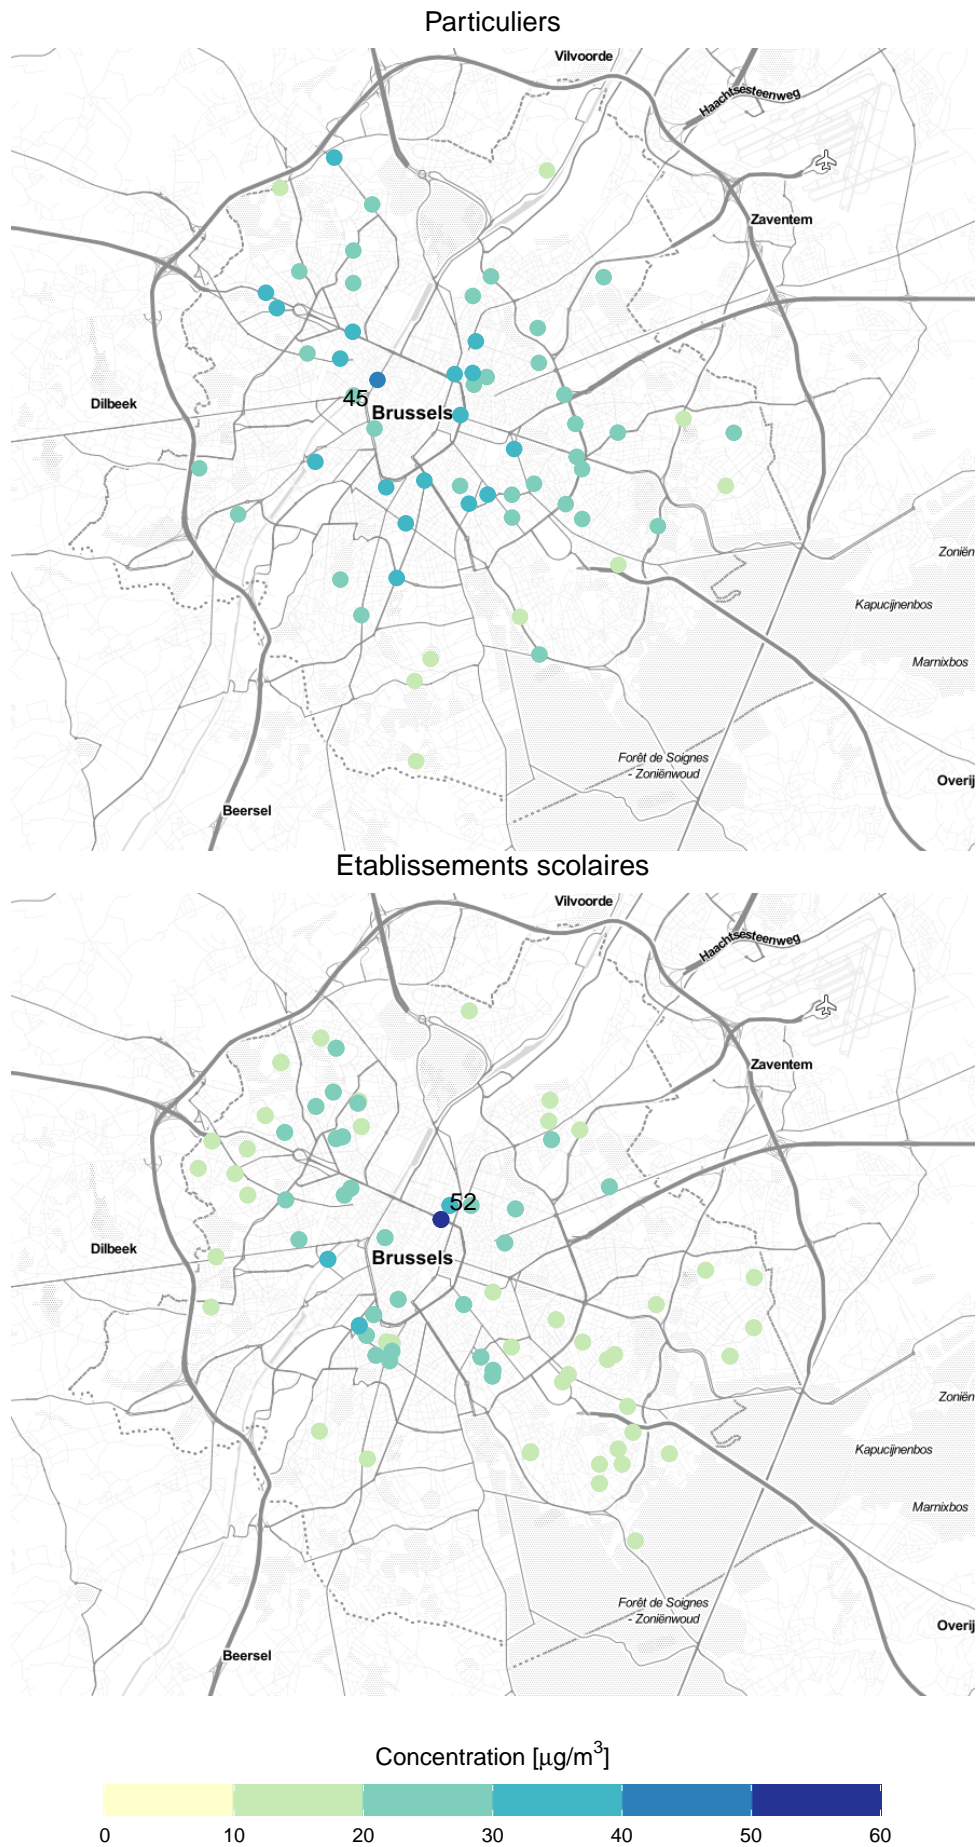 Particuliers
Vilvoorde
Haachtsesteenweg
Zaventem
Dilbeek
45
Brussels
Zoniën
Kapucijnenbos
Marnixbos
Forêt de Soignes
- Zoniënwoud
Overij
Beersel
Etablissements scolaires
Vilvoorde
Haachtsesteenweg
Zaventem
52
Dilbeek
Brussels
Zoniën
Kapucijnenbos
Marnixbos
Forêt de Soignes
- Zoniënwoud
Overij
Beersel
Concentration [μg/m³]
0 10 20 30 40 50 60